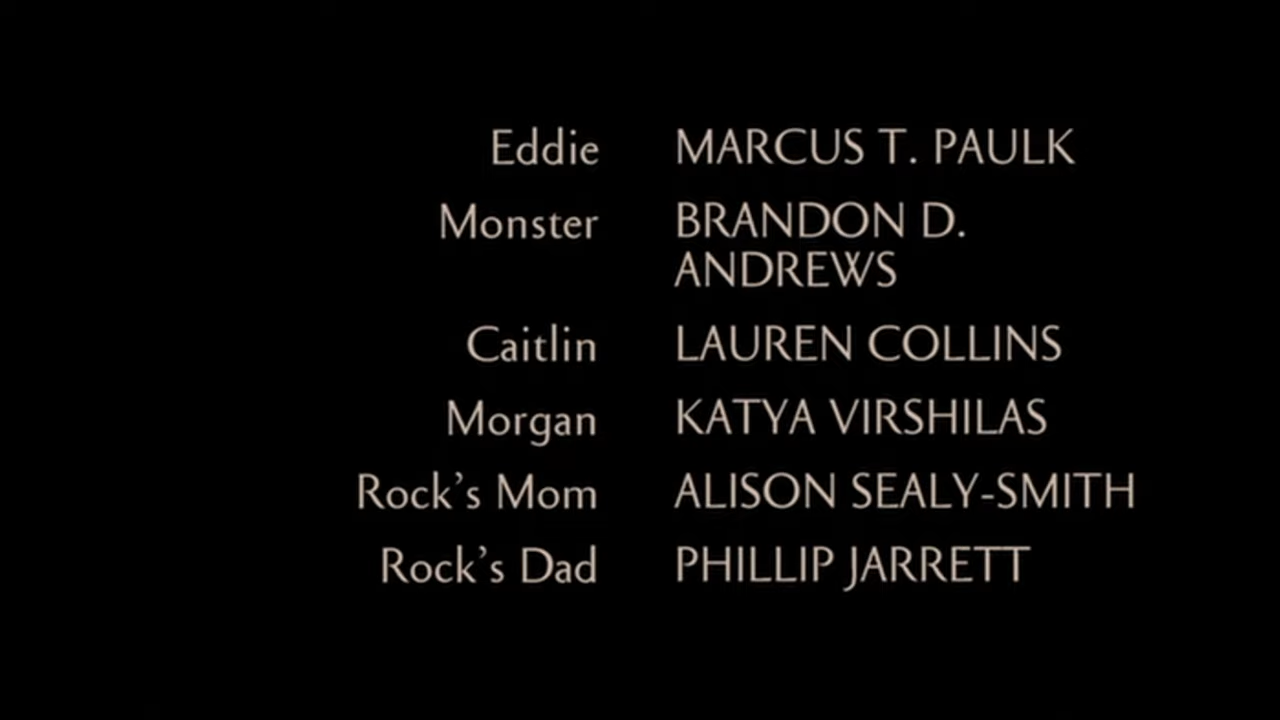 Eddie MARCUS T. PAULK
Monster BRANDON D.
ANDREWS
Caitlin LAUREN COLLINS
Morgan KATYA VIRSHILAS
Rock's Mom ALISON SEALY-SMITH
Rock's Dad PHILLIP JARRETT